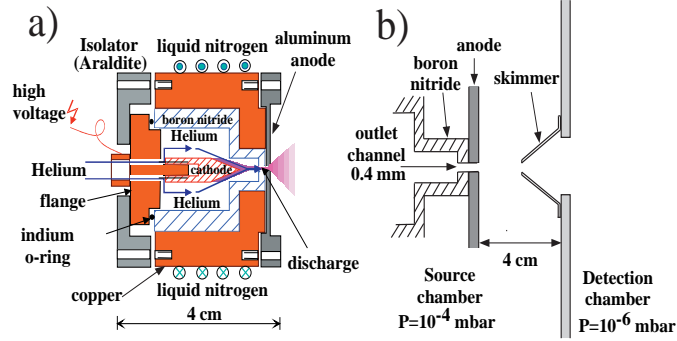 a)
Isolator
(Araldite)
liquid nitrogen
aluminum
anode
high
voltage
boron nitride
Helium
Helium
cathode
Helium
flange
indium
o-ring
discharge
copper
liquid nitrogen
4 cm
b)
anode
boron
nitride
skimmer
outlet
channel
0.4 mm
4 cm
Source
chamber
P=10⁻⁴ mbar
Detection
chamber
P=10⁻⁶ mbar